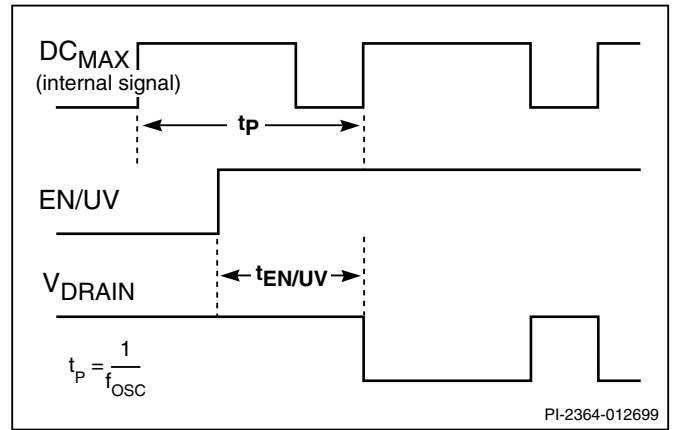 DCMAX
(internal signal)
tP
EN/UV
tEN/UV
VDRAIN
tP = 1/fOSC
PI-2364-012699